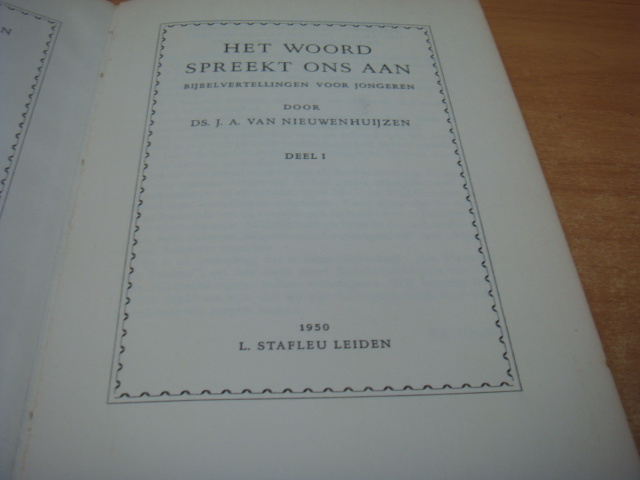 HET WOORD
SPREEKT ONS AAN
BIJBELVERTELLINGEN VOOR JONGEREN
DOOR
DS. J. A. VAN NIEUWENHUIJZEN
DEEL I
1950
L. STAFLEU LEIDEN